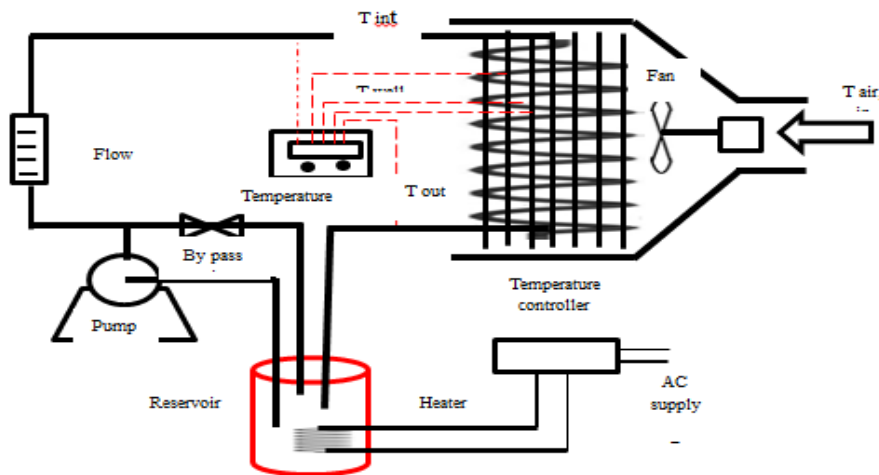 T int
Fan
T air
Flow
Temperature
T out
By pass
Temperature
controller
Pump
Reservoir
Heater
AC
supply